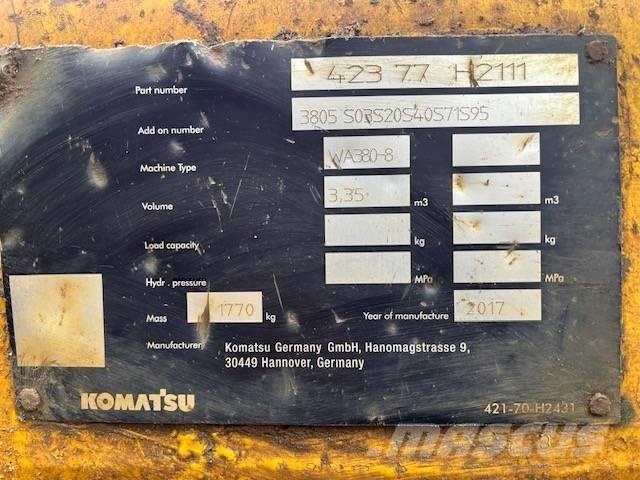 Part number 423 77 H2111
Add on number 3805 S03S20S40S71S95
Machine Type WA380-8
Volume 3,35 m3 m3
Load capacity kg kg
Hydr. pressure MPa MPa
Mass 1770 kg Year of manufacture 2017
Manufacturer Komatsu Germany GmbH, Hanomagstrasse 9,
30449 Hannover, Germany
KOMATSU 421-70-H2431
MASCUS